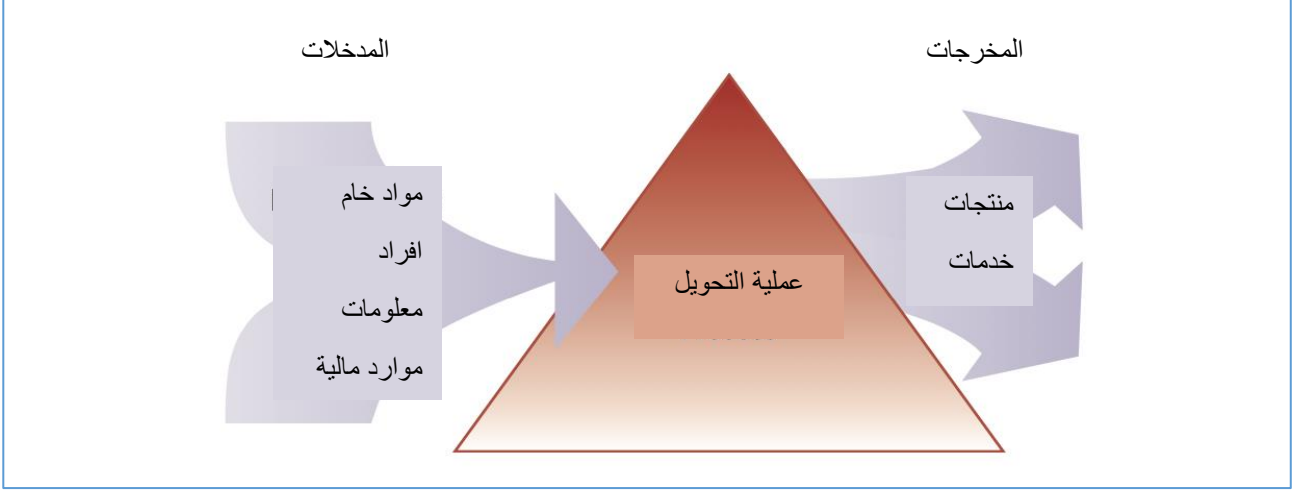 المخرجات
المدخلات
منتجات
خدمات
عملية التحويل
مواد خام
افراد
معلومات
موارد مالية